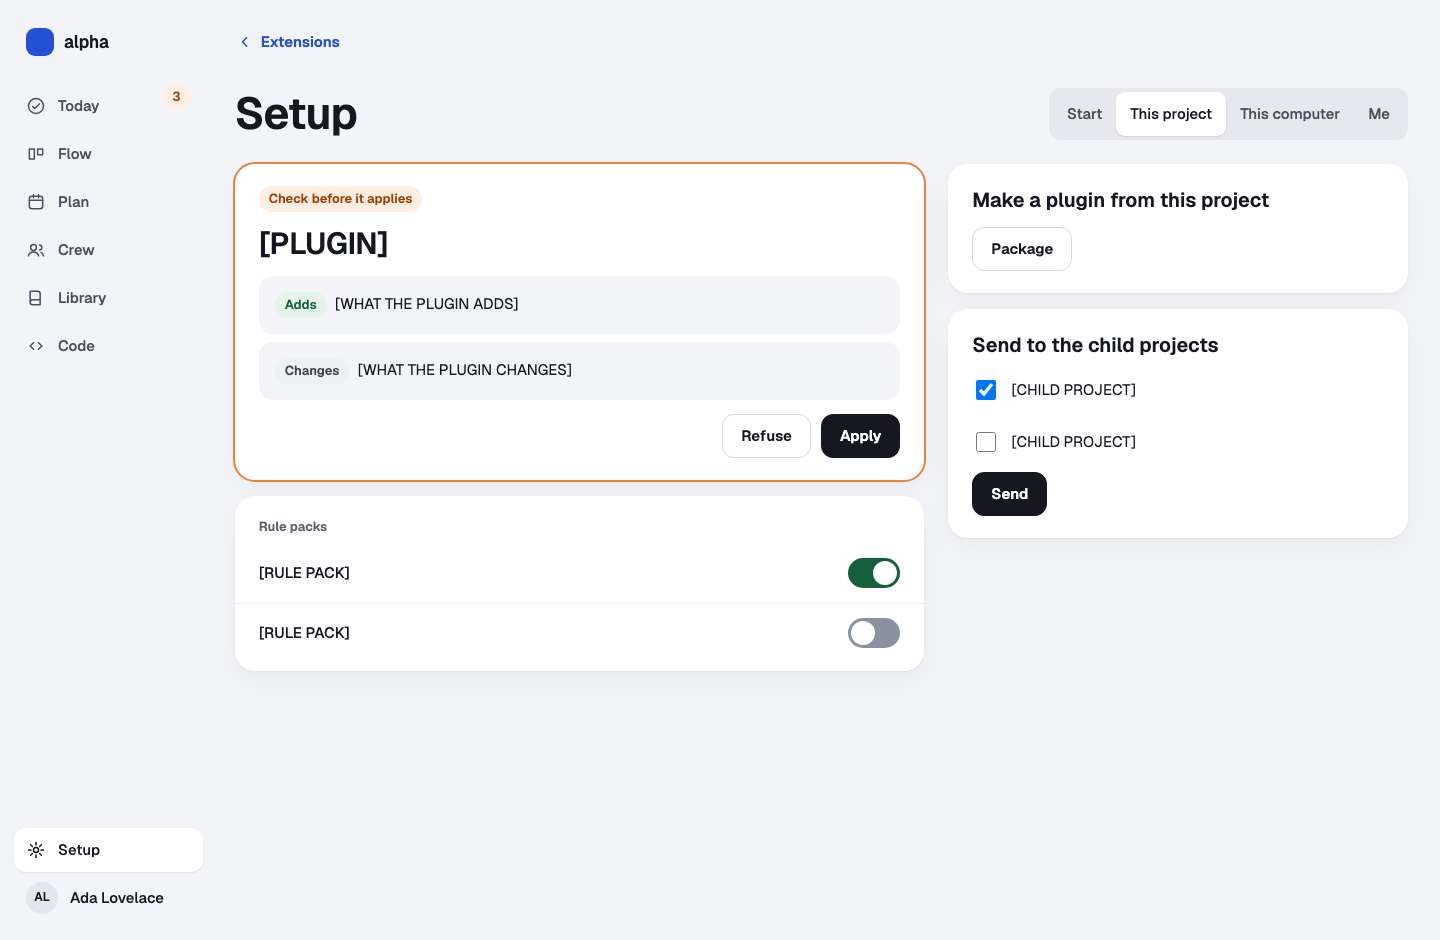 alpha
Today
3
Flow
Plan
Crew
Library
Code
Setup
AL
Ada Lovelace
Extensions
Setup
Start
This project
This computer
Me
Check before it applies
[PLUGIN]
Adds [WHAT THE PLUGIN ADDS]
Changes [WHAT THE PLUGIN CHANGES]
Refuse
Apply
Rule packs
[RULE PACK]
[RULE PACK]
Make a plugin from this project
Package
Send to the child projects
[CHILD PROJECT]
[CHILD PROJECT]
Send